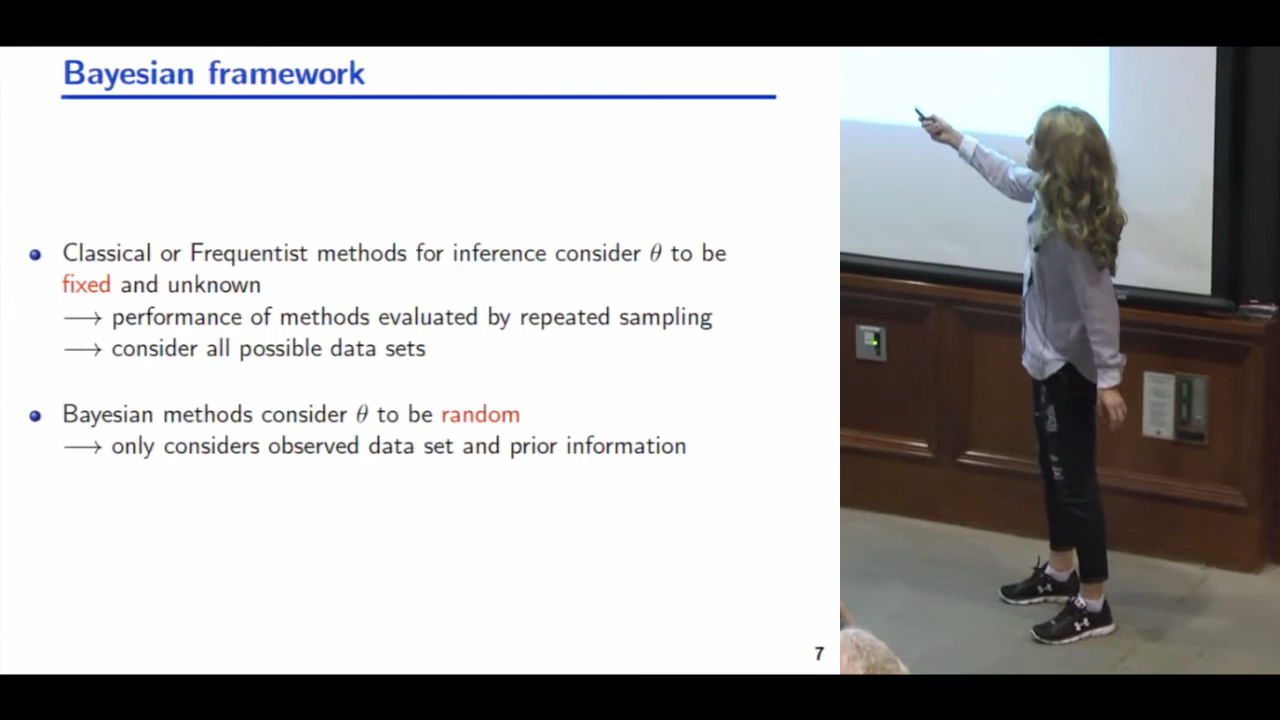 Bayesian framework
Classical or Frequentist methods for inference consider θ to be
fixed and unknown
⟶ performance of methods evaluated by repeated sampling
⟶ consider all possible data sets
Bayesian methods consider θ to be random
⟶ only considers observed data set and prior information
7